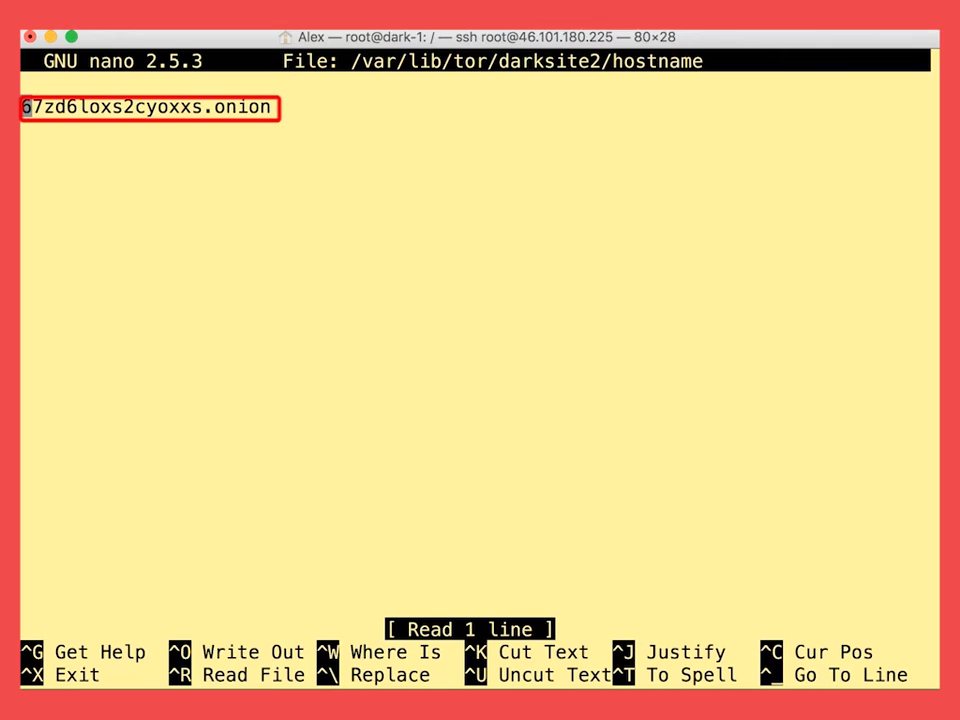 Alex — root@dark-1: / — ssh root@46.101.180.225 — 80×28
GNU nano 2.5.3 File: /var/lib/tor/darksite2/hostname
67zd6loxs2cyoxxs.onion
[ Read 1 line ]
^G Get Help ^O Write Out ^W Where Is ^K Cut Text ^J Justify ^C Cur Pos
^X Exit ^R Read File ^\ Replace ^U Uncut Text ^T To Spell ^_ Go To Line